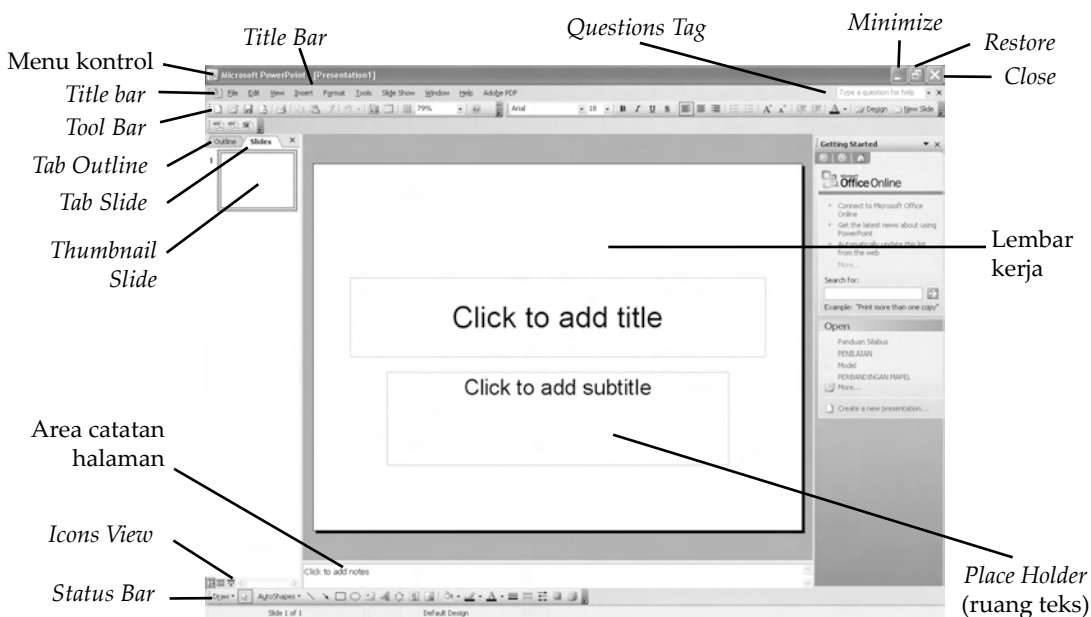 Title Bar
Questions Tag
Minimize
Restore
Menu kontrol
Close
Microsoft PowerPoint - [Presentation1]
Title bar
File Edit View Insert Format Tools Slide Show Window Help Adobe PDF
Type a question for help
Tool Bar
79%
Arial
18
B I U S
Design
New Slide
Outline
Slides
Getting Started
Tab Outline
1
Microsoft
Office Online
Tab Slide
Connect to Microsoft Office
Online
Get the latest news about using
PowerPoint
Automatically update this list
from the web
More...
Thumbnail
Slide
Lembar
kerja
Search for:
Example: "Print more than one copy"
Click to add title
Open
Panduan Silabus
PENILAIAN
Model
PERBANDINGAN MAPEL
More...
Create a new presentation...
Click to add subtitle
Area catatan
halaman
Icons View
Click to add notes
Place Holder
(ruang teks)
Status Bar
Draw
AutoShapes
Slide 1 of 1
Default Design